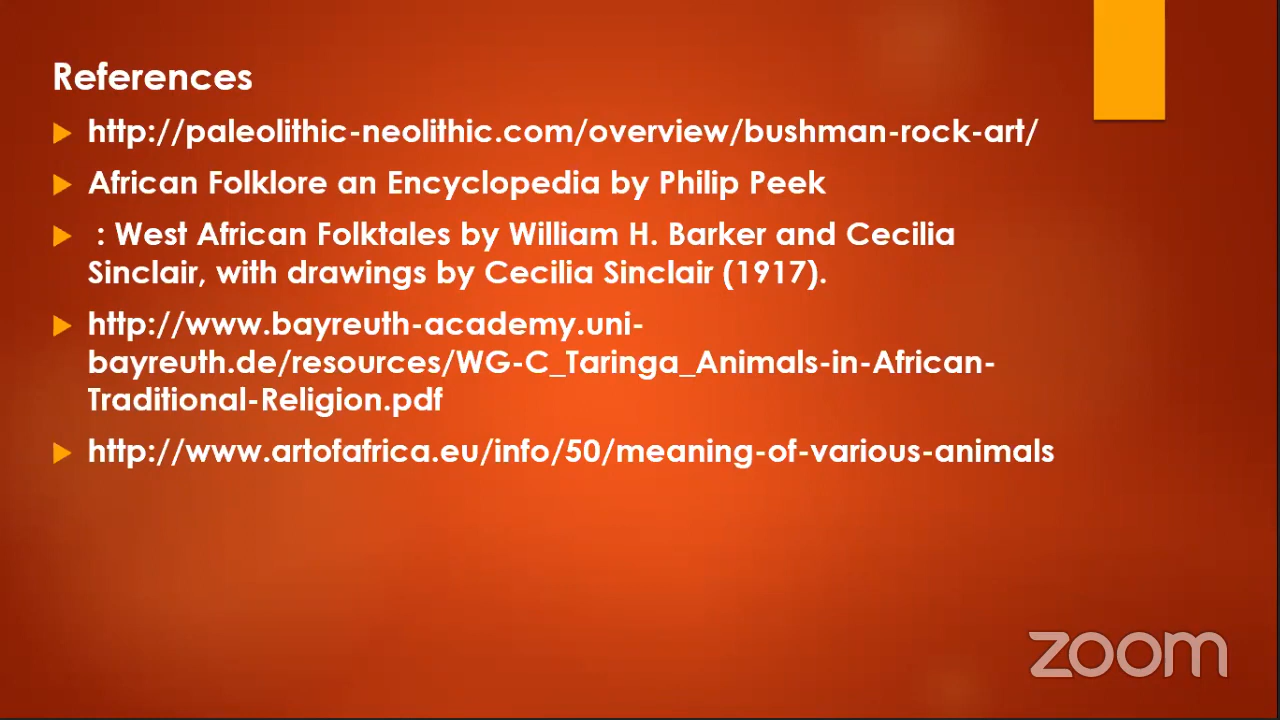 References
http://paleolithic-neolithic.com/overview/bushman-rock-art/
African Folklore an Encyclopedia by Philip Peek
: West African Folktales by William H. Barker and Cecilia
Sinclair, with drawings by Cecilia Sinclair (1917).
http://www.bayreuth-academy.uni-
bayreuth.de/resources/WG-C_Taringa_Animals-in-African-
Traditional-Religion.pdf
http://www.artofafrica.eu/info/50/meaning-of-various-animals
zoom